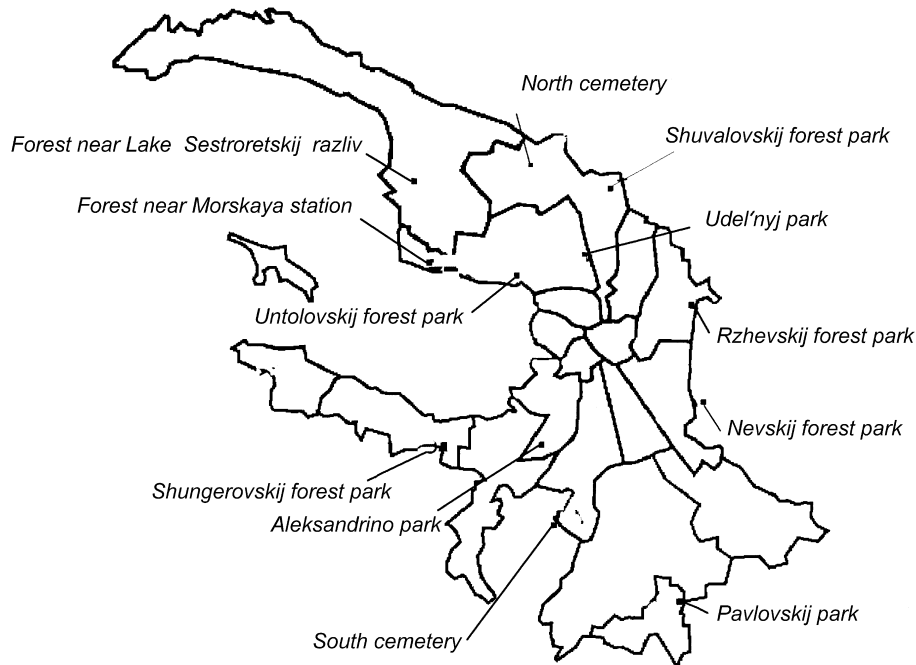 North cemetery
Shuvalovskij forest park
Forest near Lake Sestroretskij razliv
Forest near Morskaya station
Udel'nyj park
Untolovskij forest park
Rzhevskij forest park
Nevskij forest park
Shungerovskij forest park
Aleksandrino park
Pavlovskij park
South cemetery